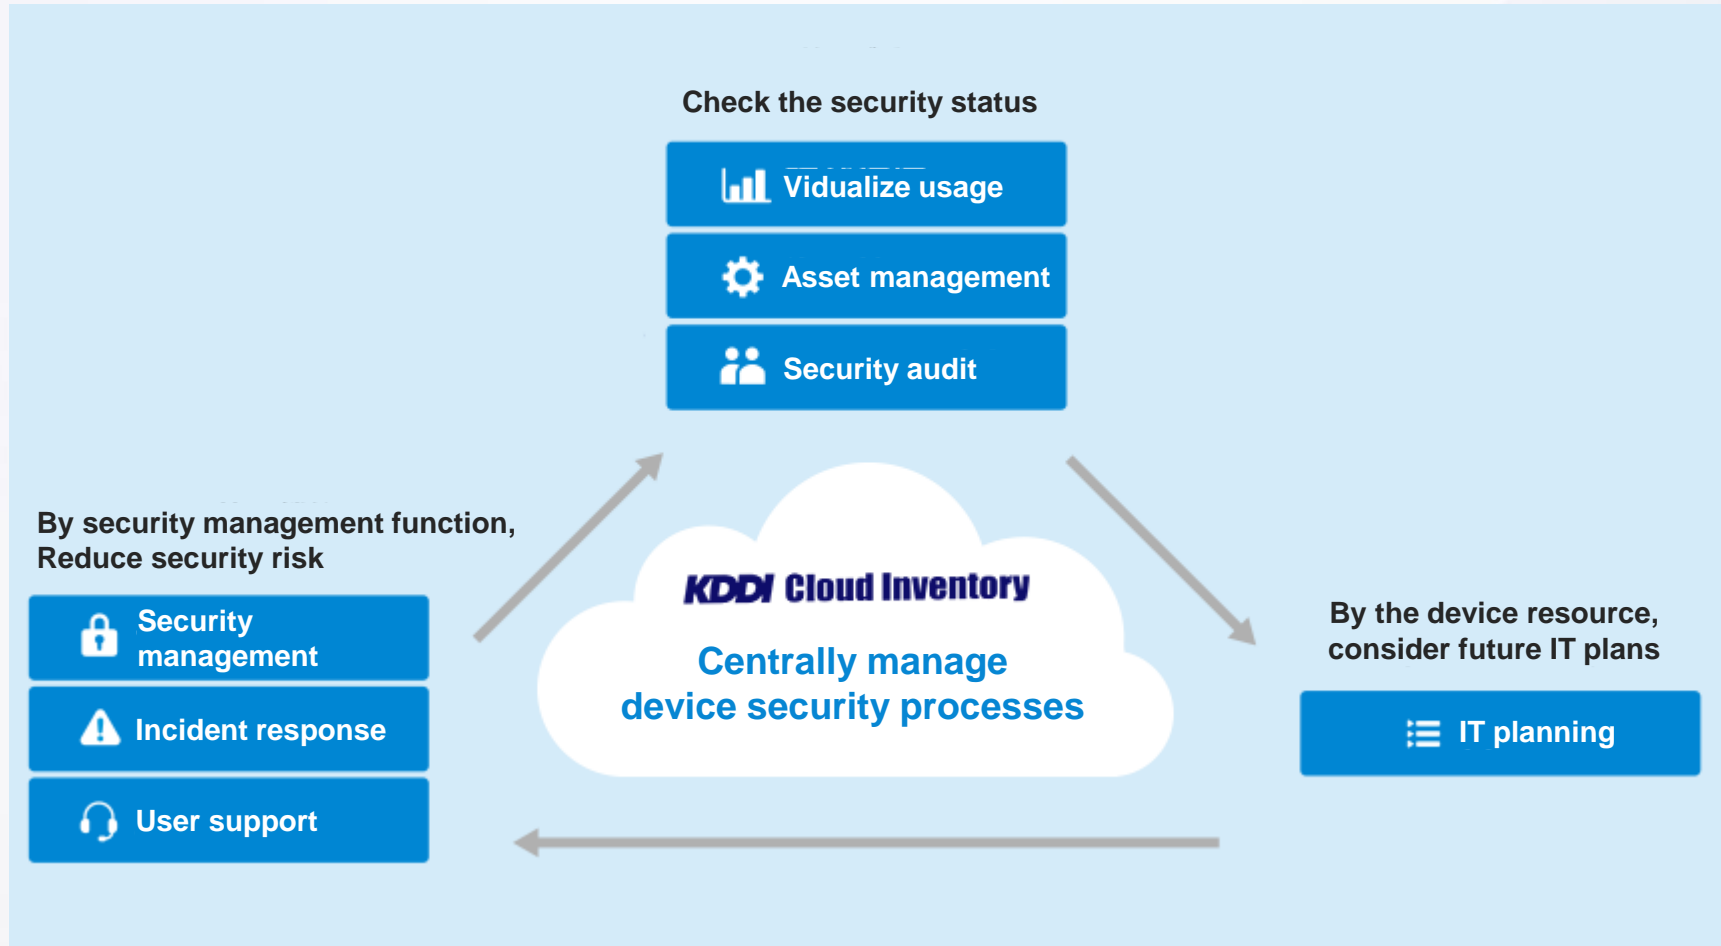 Check the security status
Vidualize usage
Asset management
Security audit
By security management function,
Reduce security risk
Security
management
Incident response
User support
KDDI Cloud Inventory
Centrally manage
device security processes
By the device resource,
consider future IT plans
IT planning